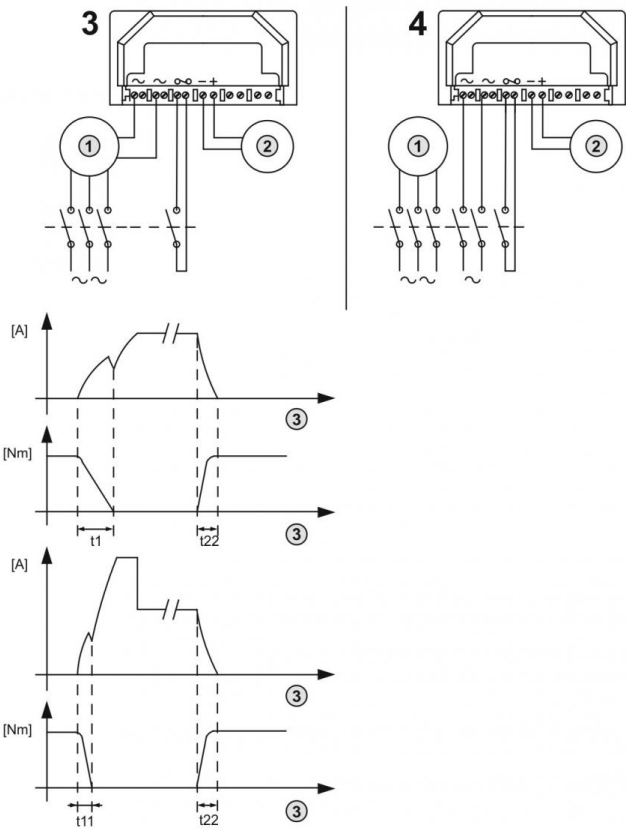 3
4
∼ ∼ − +
∼ ∼ − +
1
2
1
2
∼ ∼
∼ ∼
∼
[A]
3
[Nm]
t1
t22
3
[A]
3
[Nm]
t11
t22
3